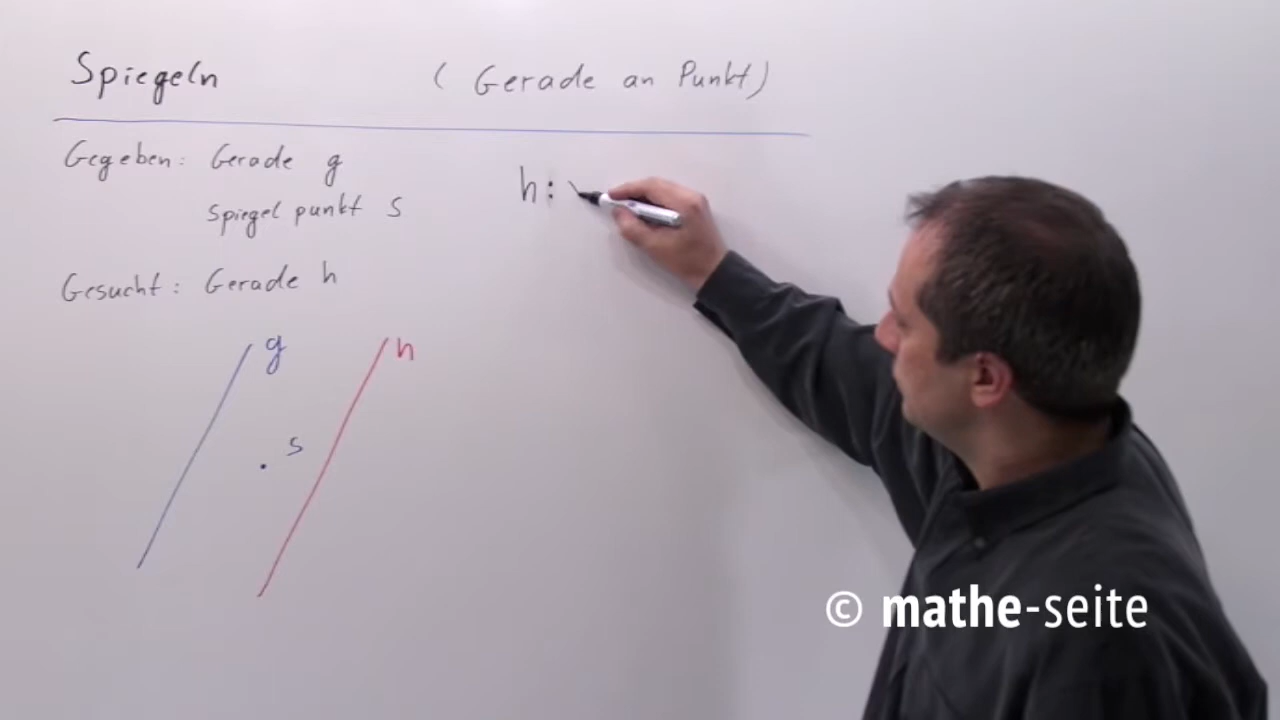 Spiegeln (Gerade an Punkt)
Gegeben: Gerade g
Spiegelpunkt S
Gesucht: Gerade h
h:
g
h
S
© mathe-seite